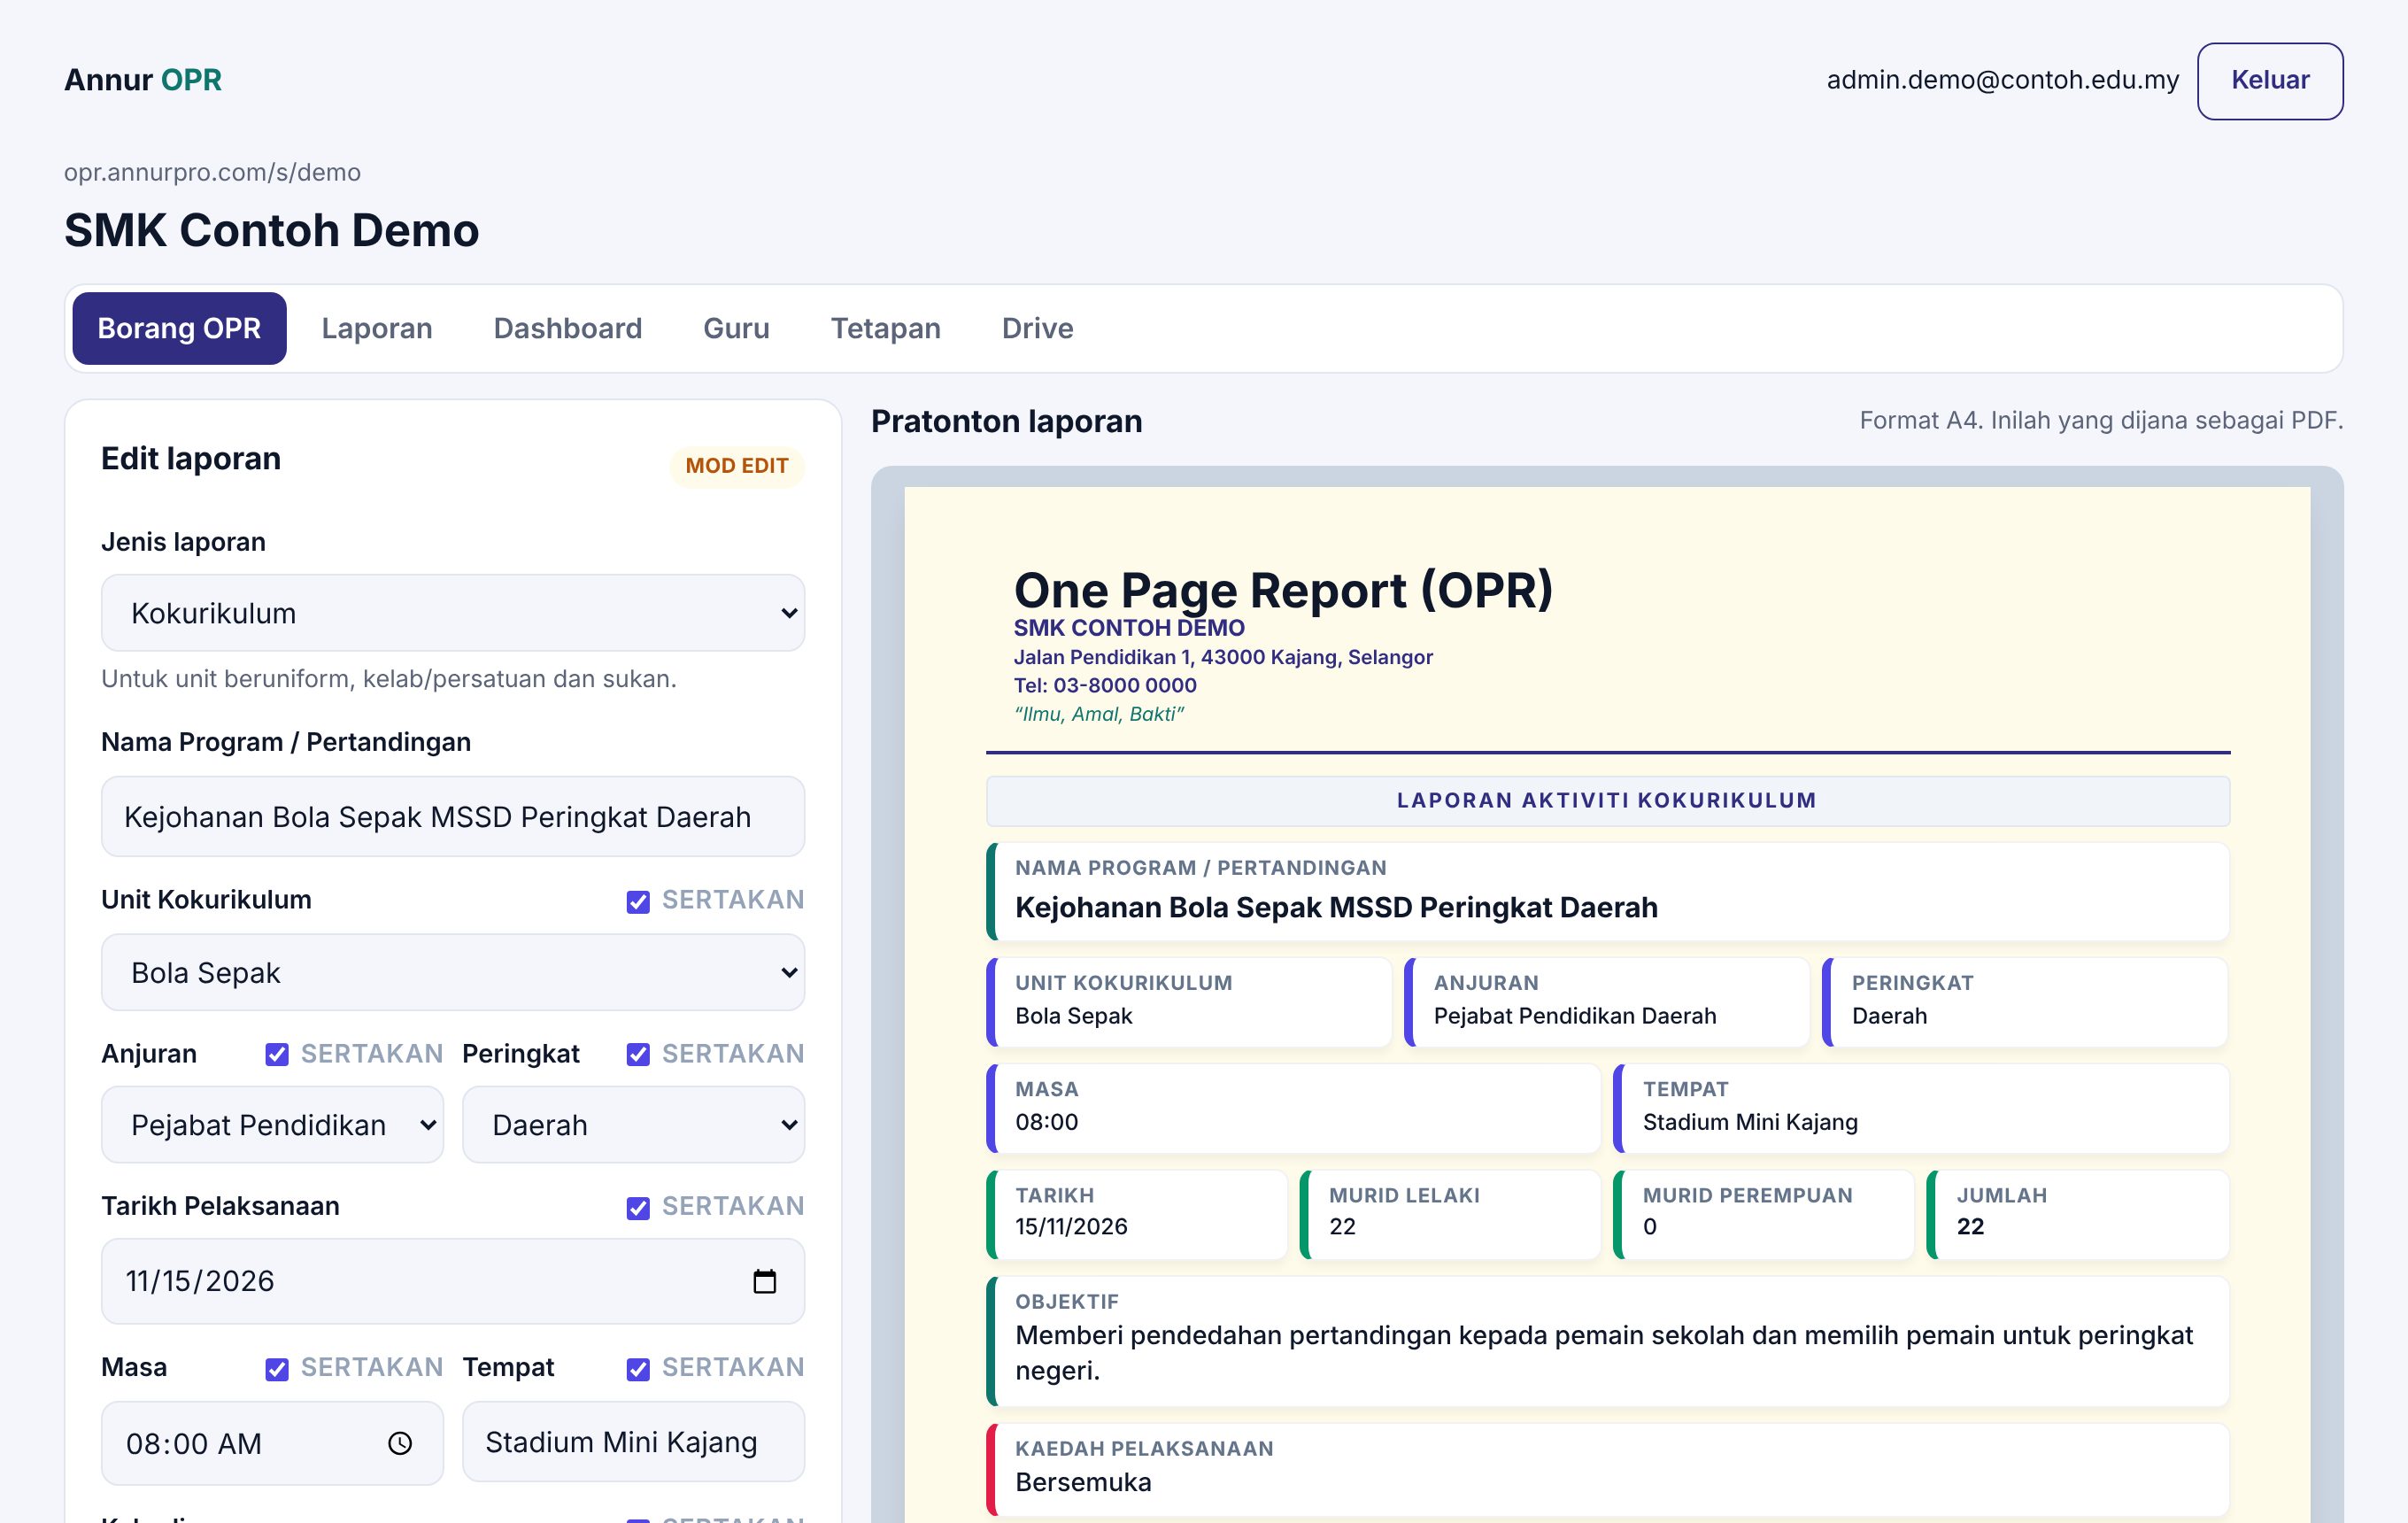 Annur OPR
admin.demo@contoh.edu.my
Keluar
opr.annurpro.com/s/demo
SMK Contoh Demo
Borang OPR Laporan Dashboard Guru Tetapan Drive
Edit laporan
MOD EDIT
Jenis laporan
Kokurikulum
Untuk unit beruniform, kelab/persatuan dan sukan.
Nama Program / Pertandingan
Kejohanan Bola Sepak MSSD Peringkat Daerah
Unit Kokurikulum SERTAKAN
Bola Sepak
Anjuran SERTAKAN Peringkat SERTAKAN
Pejabat Pendidikan Daerah
Tarikh Pelaksanaan SERTAKAN
11/15/2026
Masa SERTAKAN Tempat SERTAKAN
08:00 AM Stadium Mini Kajang
SERTAKAN
Pratonton laporan
Format A4. Inilah yang dijana sebagai PDF.
One Page Report (OPR)
SMK CONTOH DEMO
Jalan Pendidikan 1, 43000 Kajang, Selangor
Tel: 03-8000 0000
“Ilmu, Amal, Bakti”
LAPORAN AKTIVITI KOKURIKULUM
NAMA PROGRAM / PERTANDINGAN
Kejohanan Bola Sepak MSSD Peringkat Daerah
UNIT KOKURIKULUM
Bola Sepak
ANJURAN
Pejabat Pendidikan Daerah
PERINGKAT
Daerah
MASA
08:00
TEMPAT
Stadium Mini Kajang
TARIKH
15/11/2026
MURID LELAKI
22
MURID PEREMPUAN
0
JUMLAH
22
OBJEKTIF
Memberi pendedahan pertandingan kepada pemain sekolah dan memilih pemain untuk peringkat
negeri.
KAEDAH PELAKSANAAN
Bersemuka